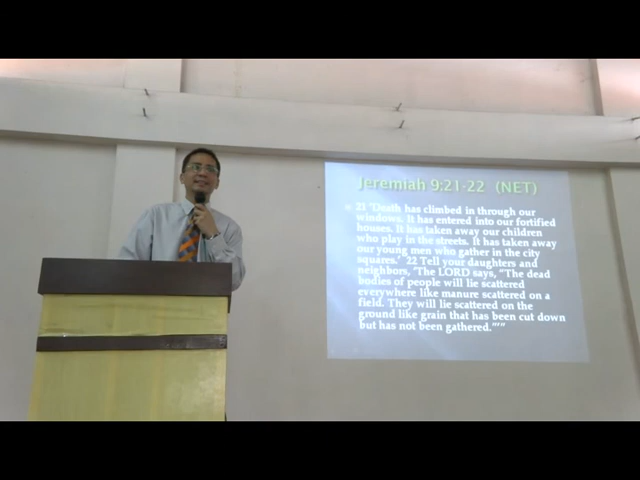 Jeremiah 9:21-22 (NET)
21 'Death has climbed in through our
windows. It has entered into our fortified
houses. It has taken away our children
who play in the streets. It has taken away
our young men who gather in the city
squares.' 22 Tell your daughters and
neighbors, 'The LORD says, "The dead
bodies of people will lie scattered
everywhere like manure scattered on a
field. They will lie scattered on the
ground like grain that has been cut down
but has not been gathered."'"